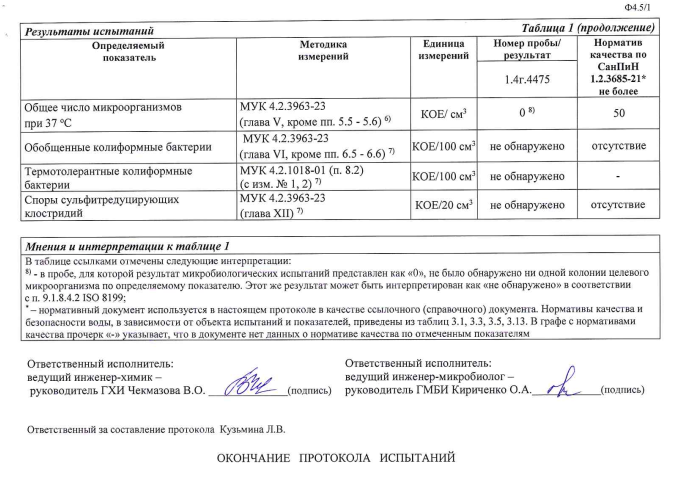 Ф4.5/1
Результаты испытаний Таблица 1 (продолжение)
Определяемый показатель Методика измерений Единица измерений Номер пробы/ результат Норматив качества по СанПиН 1.2.3685-21* не более
1.4г.4475
Общее число микроорганизмов при 37 ºС МУК 4.2.3963-23 (глава V, кроме пп. 5.5 - 5.6) 6) КОЕ/ см3 0 8) 50
Обобщенные колиформные бактерии МУК 4.2.3963-23 (глава VI, кроме пп. 6.5 - 6.6) 7) КОЕ/100 см3 не обнаружено отсутствие
Термотолерантные колиформные бактерии МУК 4.2.1018-01 (п. 8.2) (с изм. № 1, 2) 7) КОЕ/100 см3 не обнаружено -
Споры сульфитредуцирующих клостридий МУК 4.2.3963-23 (глава XII) 7) КОЕ/20 см3 не обнаружено отсутствие
Мнения и интерпретации к таблице 1
В таблице ссылками отмечены следующие интерпретации:
8) - в пробе, для которой результат микробиологических испытаний представлен как «0», не было обнаружено ни одной колонии целевого
микроорганизма по определяемому показателю. Этот же результат может быть интерпретирован как «не обнаружено» в соответствии
с п. 9.1.8.4.2 ISO 8199;
* – нормативный документ используется в настоящем протоколе в качестве ссылочного (справочного) документа. Нормативы качества и
безопасности воды, в зависимости от объекта испытаний и показателей, приведены из таблиц 3.1, 3.3, 3.5, 3.13. В графе с нормативами
качества прочерк «-» указывает, что в документе нет данных о нормативе качества по отмеченным показателям
Ответственный исполнитель:
ведущий инженер-химик –
руководитель ГХИ Чекмазова В.О. (подпись)
Ответственный исполнитель:
ведущий инженер-микробиолог –
руководитель ГМБИ Кириченко О.А. (подпись)
Ответственный за составление протокола Кузьмина Л.В.
ОКОНЧАНИЕ ПРОТОКОЛА ИСПЫТАНИЙ